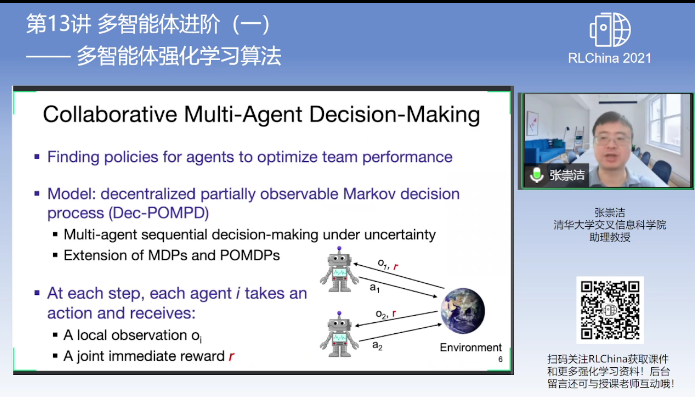 第13讲 多智能体进阶（一）
—— 多智能体强化学习算法
RLChina 2021
Collaborative Multi-Agent Decision-Making
▪ Finding policies for agents to optimize team performance
▪ Model: decentralized partially observable Markov decision
process (Dec-POMPD)
▪ Multi-agent sequential decision-making under uncertainty
▪ Extension of MDPs and POMDPs
▪ At each step, each agent i takes an
action and receives:
▪ A local observation oᵢ
▪ A joint immediate reward r
o₁, r
a₁
o₂, r
a₂
Environment
6
张崇洁
张崇洁
清华大学交叉信息科学院
助理教授
扫码关注RLChina获取课件
和更多强化学习资料！后台
留言还可与授课老师互动哦！